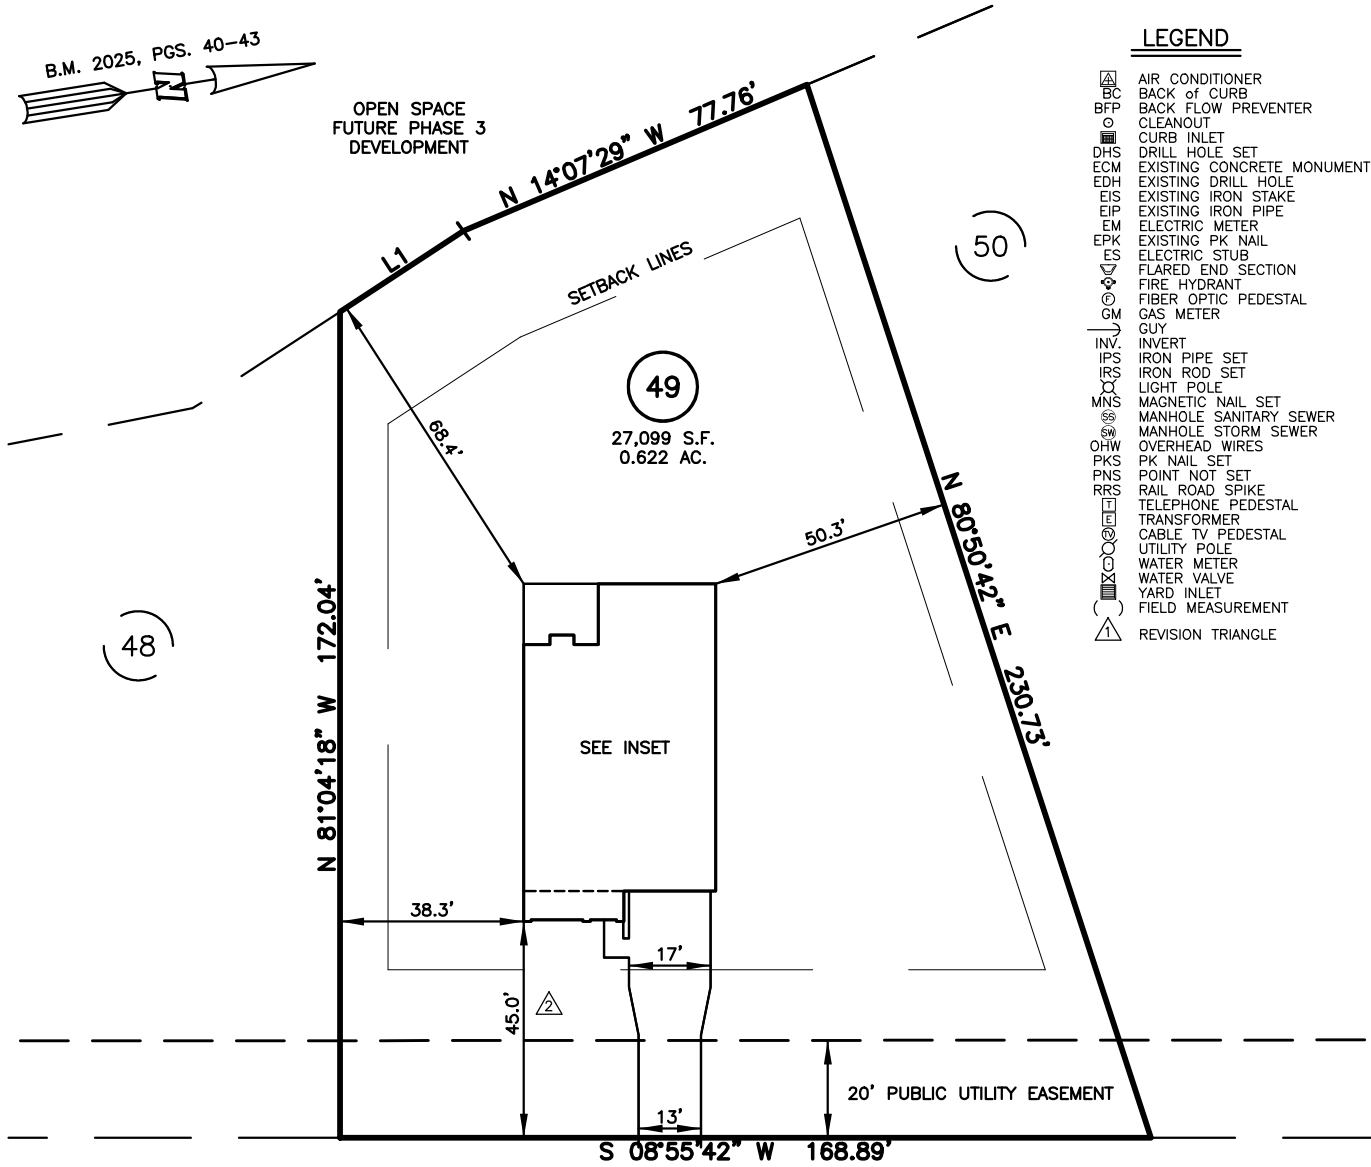 B.M. 2025, PGS. 40-43
N
OPEN SPACE
FUTURE PHASE 3
DEVELOPMENT
L1
N 14°07'29" W 77.76'
SETBACK LINES
49
27,099 S.F.
0.622 AC.
50
48
68.4'
50.3'
N 80°50'42" E 230.73'
N 81°04'18" W 172.04'
SEE INSET
38.3'
17'
45.0'
2
20' PUBLIC UTILITY EASEMENT
13'
S 08°55'42" W 168.89'
LEGEND
A AIR CONDITIONER
BC BACK of CURB
BFP BACK FLOW PREVENTER
CLEANOUT
CURB INLET
DHS DRILL HOLE SET
ECM EXISTING CONCRETE MONUMENT
EDH EXISTING DRILL HOLE
EIS EXISTING IRON STAKE
EIP EXISTING IRON PIPE
EM ELECTRIC METER
EPK EXISTING PK NAIL
ES ELECTRIC STUB
FLARED END SECTION
FIRE HYDRANT
F FIBER OPTIC PEDESTAL
GM GAS METER
GUY
INV. INVERT
IPS IRON PIPE SET
IRS IRON ROD SET
LIGHT POLE
MNS MAGNETIC NAIL SET
SS MANHOLE SANITARY SEWER
SW MANHOLE STORM SEWER
OHW OVERHEAD WIRES
PKS PK NAIL SET
PNS POINT NOT SET
RRS RAIL ROAD SPIKE
T TELEPHONE PEDESTAL
E TRANSFORMER
TV CABLE TV PEDESTAL
UTILITY POLE
WATER METER
WATER VALVE
YARD INLET
( ) FIELD MEASUREMENT
1 REVISION TRIANGLE